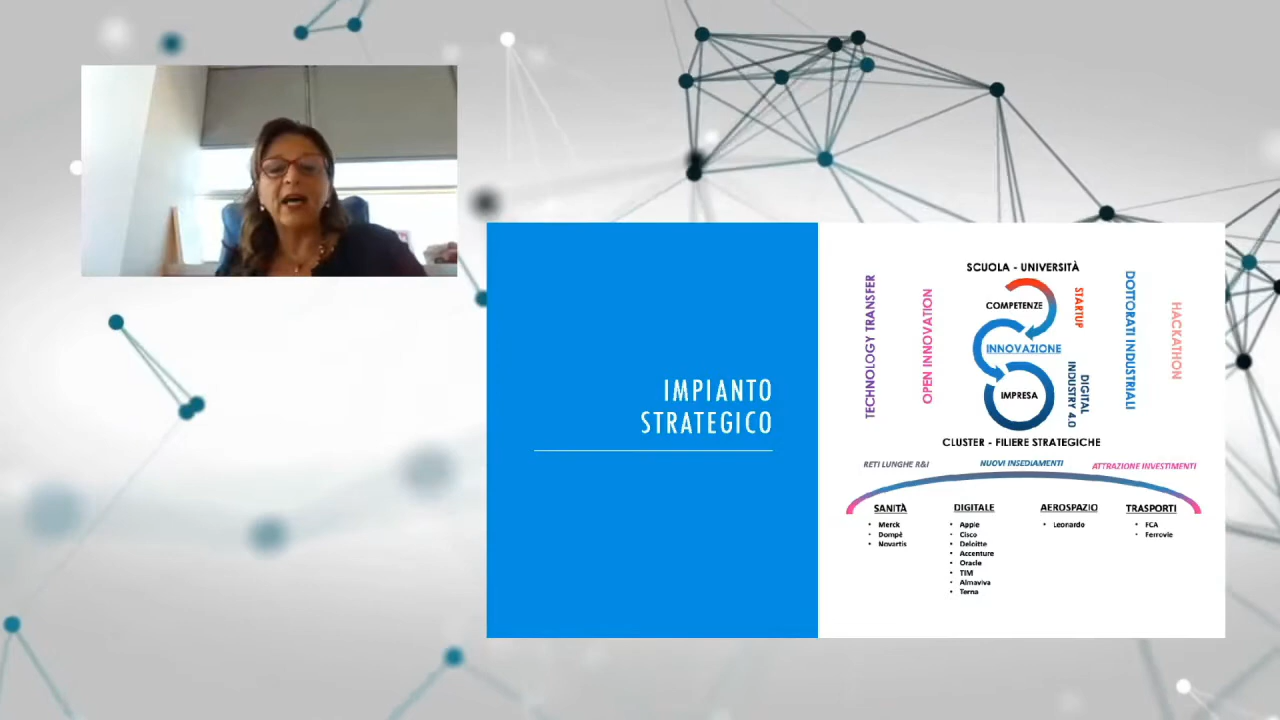 IMPIANTO
STRATEGICO
SCUOLA - UNIVERSITÀ
TECHNOLOGY TRANSFER
OPEN INNOVATION
COMPETENZE
INNOVAZIONE
IMPRESA
STARTUP
DIGITAL
INDUSTRY 4.0
DOTTORATI INDUSTRIALI
HACKATHON
CLUSTER - FILIERE STRATEGICHE
RETI LUNGHE R&I
NUOVI INSEDIAMENTI
ATTRAZIONE INVESTIMENTI
SANITÀ
• Merck
• Dompè
• Novartis
DIGITALE
• Apple
• Cisco
• Deloitte
• Accenture
• Oracle
• TIM
• Almaviva
• Terna
AEROSPAZIO
• Leonardo
TRASPORTI
• FCA
• Ferrovie